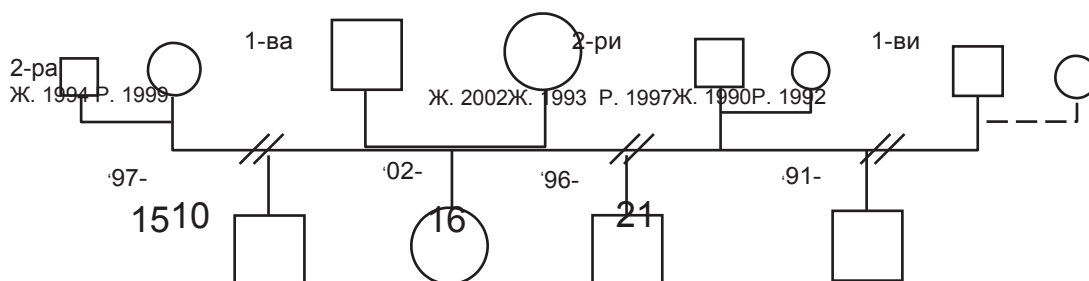 1-ва
2-ри
1-ви
2-ра
Ж. 1994 Р. 1999
Ж. 2002Ж. 1993 Р. 1997Ж. 1990Р. 1992
'97-
'02-
'96-
'91-
1510
16
21